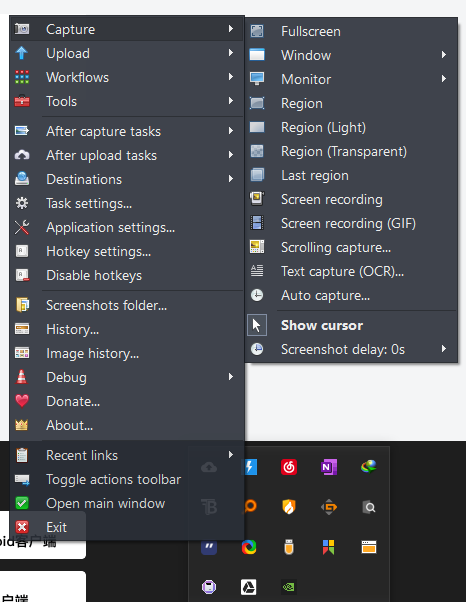 Capture
Upload
Workflows
Tools
After capture tasks
After upload tasks
Destinations
Task settings...
Application settings...
Hotkey settings...
Disable hotkeys
Screenshots folder...
History...
Image history...
Debug
Donate...
About...
Recent links
Toggle actions toolbar
Open main window
Exit
Fullscreen
Window
Monitor
Region
Region (Light)
Region (Transparent)
Last region
Screen recording
Screen recording (GIF)
Scrolling capture...
Text capture (OCR)...
Auto capture...
Show cursor
Screenshot delay: 0s
oid客户端
户端